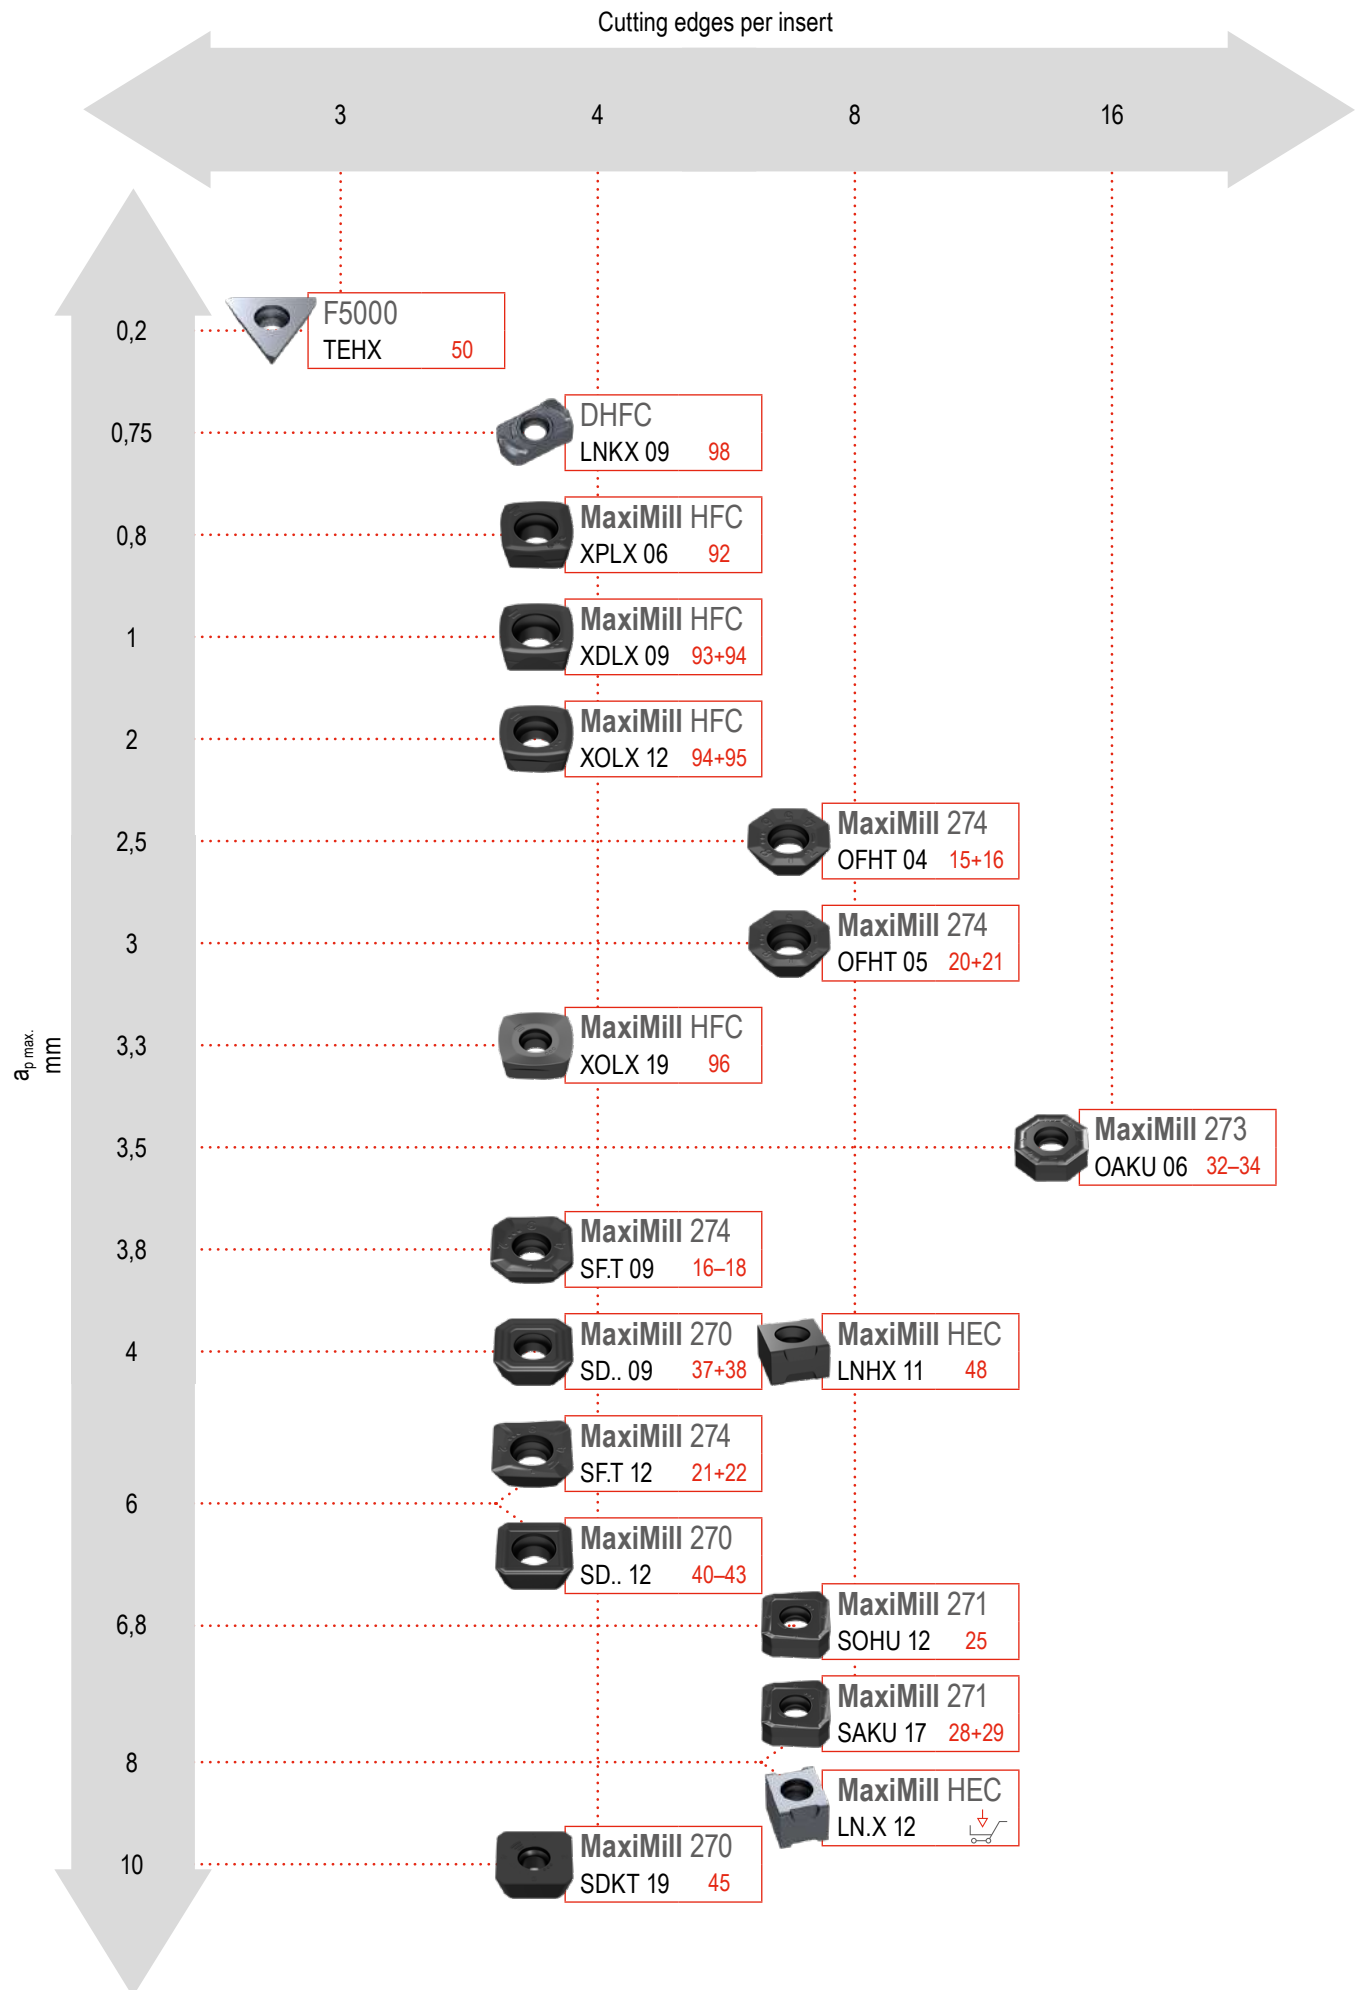 Cutting edges per insert
3 4 8 16
0,2
F5000
TEHX 50
0,75
DHFC
LNKX 09 98
0,8
MaxiMill HFC
XPLX 06 92
1
MaxiMill HFC
XDLX 09 93+94
2
MaxiMill HFC
XOLX 12 94+95
2,5
MaxiMill 274
OFHT 04 15+16
3
MaxiMill 274
OFHT 05 20+21
ap max.
mm
3,3
MaxiMill HFC
XOLX 19 96
3,5
MaxiMill 273
OAKU 06 32–34
3,8
MaxiMill 274
SF.T 09 16–18
4
MaxiMill 270
SD.. 09 37+38
MaxiMill HEC
LNHX 11 48
6
MaxiMill 274
SF.T 12 21+22
MaxiMill 270
SD.. 12 40–43
6,8
MaxiMill 271
SOHU 12 25
8
MaxiMill 271
SAKU 17 28+29
MaxiMill HEC
LN.X 12
10
MaxiMill 270
SDKT 19 45